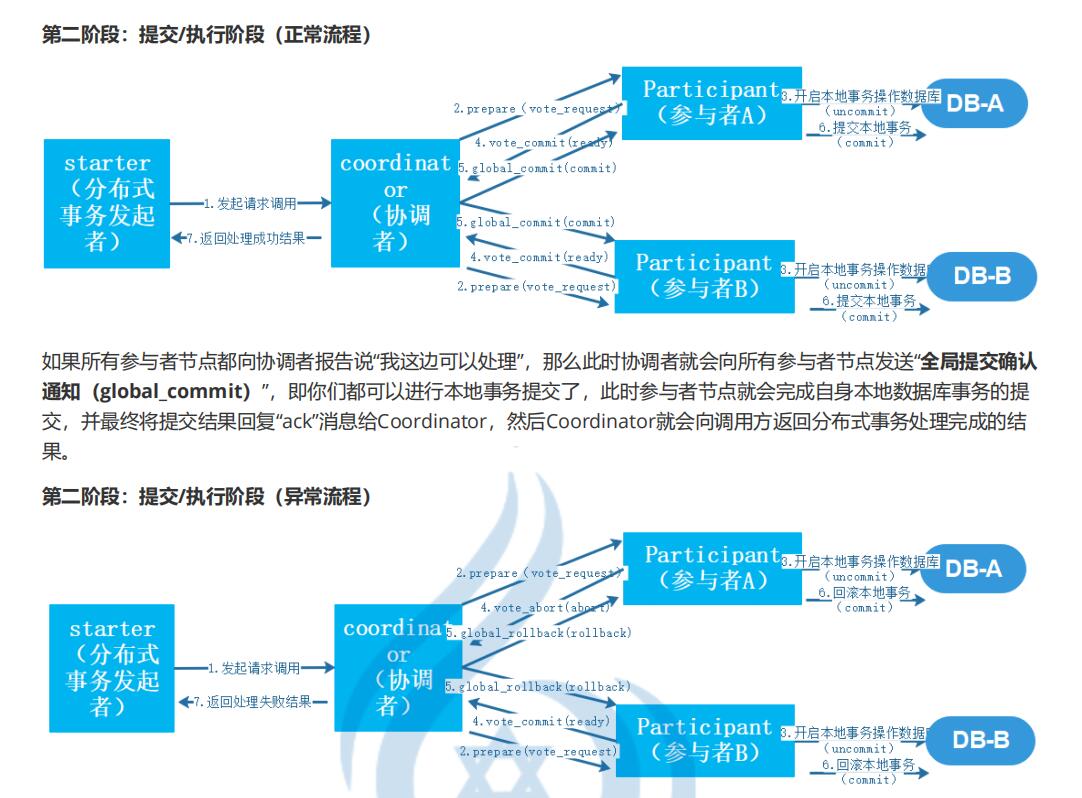 第二阶段：提交/执行阶段（正常流程）
Participant
（参与者A）
3.开启本地事务操作数据库
（uncommit）
DB-A
2.prepare（vote_request)
6.提交本地事务
（commit）
4.vote_commit(ready)
starter
（分布式
事务发起
者）
coordinat
or
（协调
者）
5.global_commit(commit)
1.发起请求调用
5.global_commit(commit)
7.返回处理成功结果
4.vote_commit(ready)
Participant
（参与者B）
3.开启本地事务操作数据
（uncommit）
DB-B
2.prepare(vote_request)
6.提交本地事务
（commit）
如果所有参与者节点都向协调者报告说“我这边可以处理”，那么此时协调者就会向所有参与者节点发送“全局提交确认
通知（global_commit）”，即你们都可以进行本地事务提交了，此时参与者节点就会完成自身本地数据库事务的提
交，并最终将提交结果回复“ack”消息给Coordinator，然后Coordinator就会向调用方返回分布式事务处理完成的结
果。
第二阶段：提交/执行阶段（异常流程）
Participant
（参与者A）
3.开启本地事务操作数据库
（uncommit）
DB-A
2.prepare（vote_request)
6.回滚本地事务
（commit）
4.vote_abort(abort)
starter
（分布式
事务发起
者）
coordinat
or
（协调
者）
5.global_rollback(rollback)
1.发起请求调用
5.global_rollback(rollback)
7.返回处理失败结果
4.vote_commit(ready)
Participant
（参与者B）
3.开启本地事务操作数据
（uncommit）
DB-B
2.prepare(vote_request)
6.回滚本地事务
（commit）